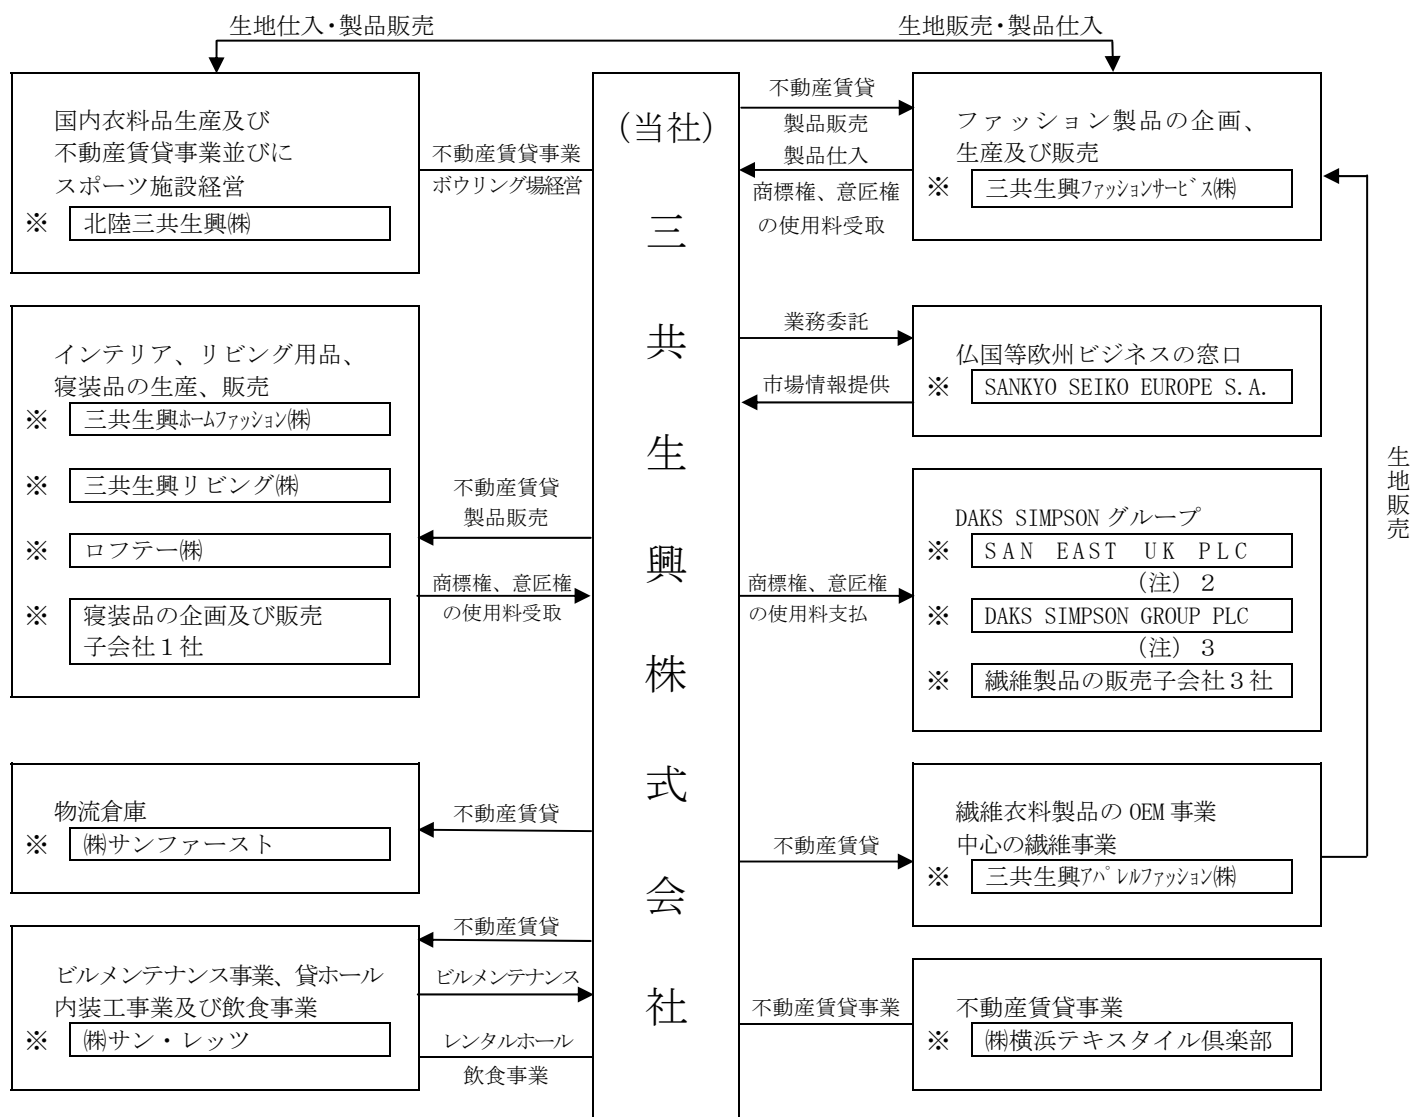 生地仕入・製品販売
生地販売・製品仕入
国内衣料品生産及び
不動産賃貸事業並びに
スポーツ施設経営
※ 北陸三共生興㈱
不動産賃貸事業
ボウリング場経営
インテリア、リビング用品、
寝装品の生産、販売
※ 三共生興ホームファッション㈱
※ 三共生興リビング㈱
※ ロフテー㈱
※ 寝装品の企画及び販売
子会社１社
不動産賃貸
製品販売
商標権、意匠権
の使用料受取
物流倉庫
※ ㈱サンファースト
不動産賃貸
ビルメンテナンス事業、貸ホール
内装工事及び飲食事業
※ ㈱サン・レッツ
不動産賃貸
ビルメンテナンス
レンタルホール
飲食事業
(当社)
三共生興株式会社
不動産賃貸
製品販売
製品仕入
商標権、意匠権
の使用料受取
ファッション製品の企画、
生産及び販売
※ 三共生興ファッションサービス㈱
業務委託
市場情報提供
仏国等欧州ビジネスの窓口
※ SANKYO SEIKO EUROPE S.A.
商標権、意匠権
の使用料支払
DAKS SIMPSON グループ
※ SAN EAST UK PLC
（注）２
※ DAKS SIMPSON GROUP PLC
（注）３
※ 繊維製品の販売子会社３社
不動産賃貸
繊維衣料製品の OEM 事業
中心の繊維事業
※ 三共生興アパレルファッション㈱
不動産賃貸事業
不動産賃貸事業
※ ㈱横浜テキスタイル倶楽部
生地販売